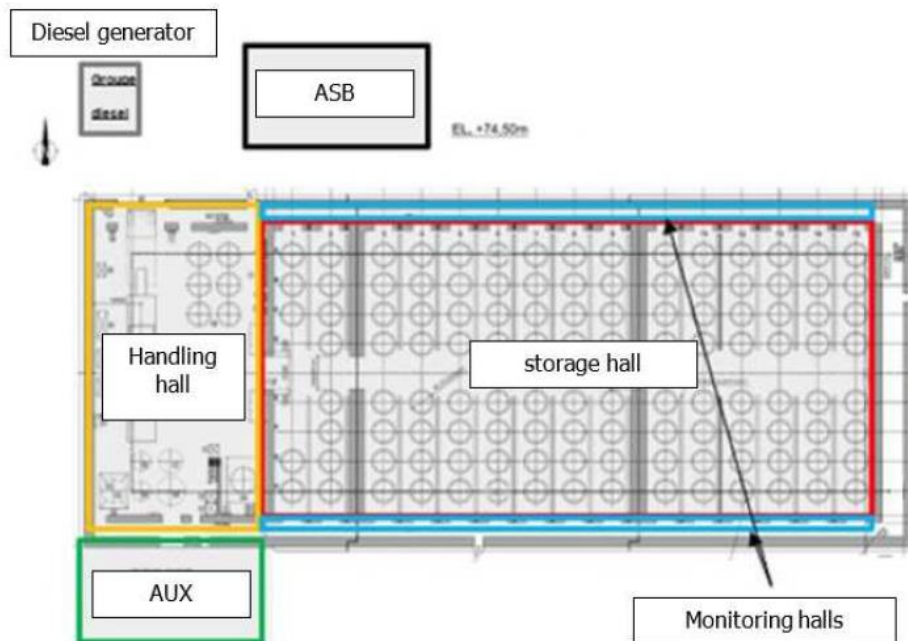 Diesel generator
Groupe
diesel
ASB
EL. +74,50m
Handling
hall
storage hall
AUX
Monitoring halls